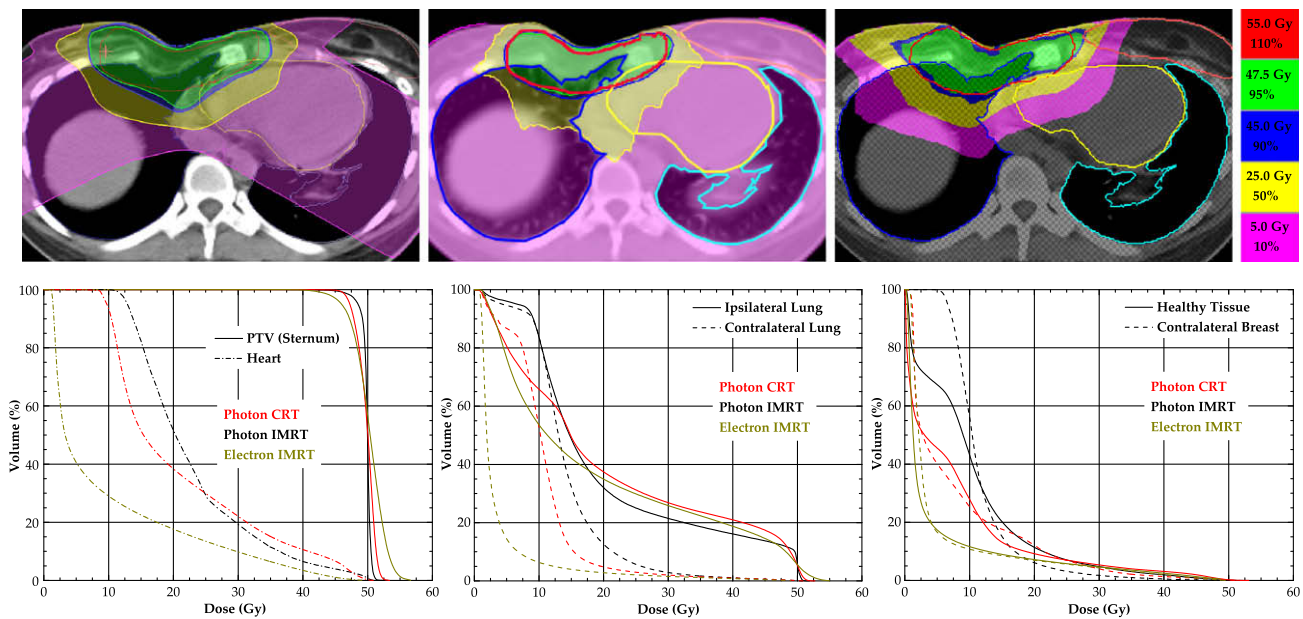 55.0 Gy
110%
47.5 Gy
95%
45.0 Gy
90%
25.0 Gy
50%
5.0 Gy
10%
Volume (%)
100
80
60
40
20
0
PTV (Sternum)
Heart
Photon CRT
Photon IMRT
Electron IMRT
0 10 20 30 40 50 60
Dose (Gy)
Volume (%)
100
80
60
40
20
0
Ipsilateral Lung
Contralateral Lung
Photon CRT
Photon IMRT
Electron IMRT
0 10 20 30 40 50 60
Dose (Gy)
Volume (%)
100
80
60
40
20
0
Healthy Tissue
Contralateral Breast
Photon CRT
Photon IMRT
Electron IMRT
0 10 20 30 40 50 60
Dose (Gy)